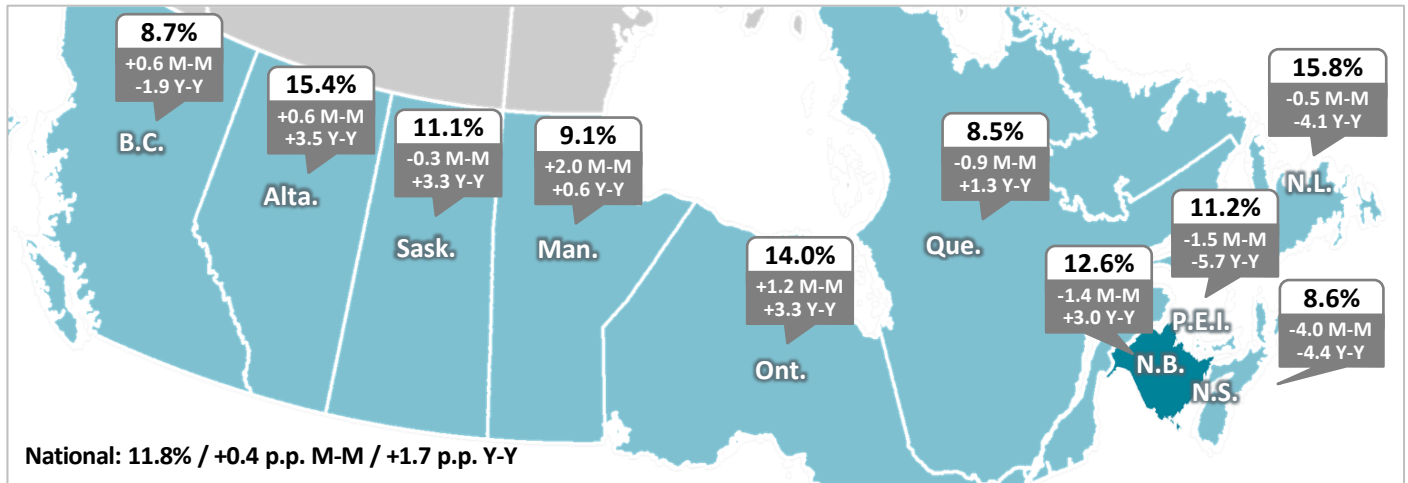 8.7%
+0.6 M-M
-1.9 Y-Y
B.C.
15.4%
+0.6 M-M
+3.5 Y-Y
Alta.
11.1%
-0.3 M-M
+3.3 Y-Y
Sask.
9.1%
+2.0 M-M
+0.6 Y-Y
Man.
14.0%
+1.2 M-M
+3.3 Y-Y
Ont.
8.5%
-0.9 M-M
+1.3 Y-Y
Que.
12.6%
-1.4 M-M
+3.0 Y-Y
N.B.
11.2%
-1.5 M-M
-5.7 Y-Y
P.E.I.
8.6%
-4.0 M-M
-4.4 Y-Y
N.S.
15.8%
-0.5 M-M
-4.1 Y-Y
N.L.
National: 11.8% / +0.4 p.p. M-M / +1.7 p.p. Y-Y